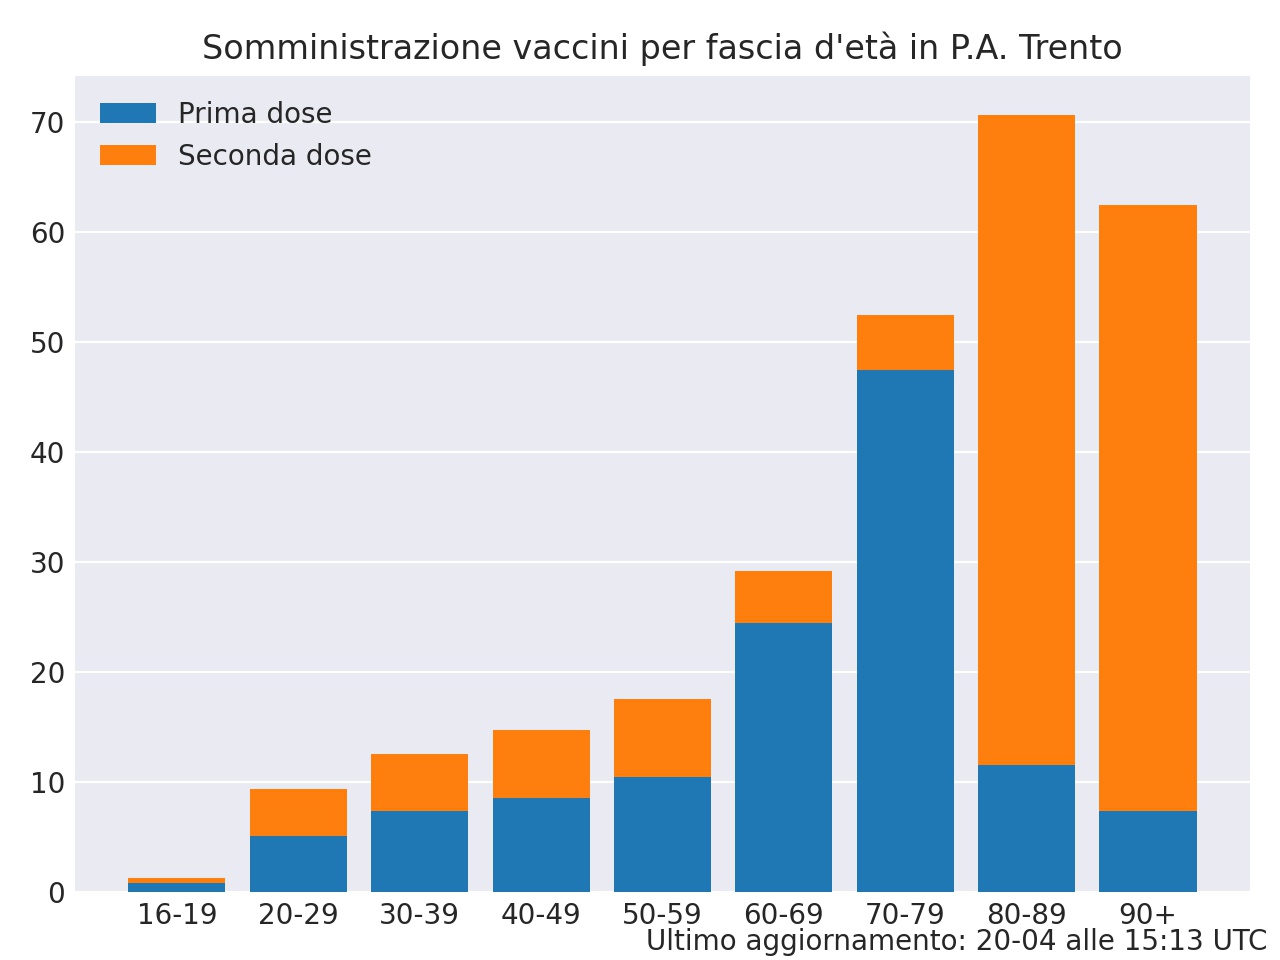 Somministrazione vaccini per fascia d'età in P.A. Trento
Prima dose
Seconda dose
70
60
50
40
30
20
10
0
16-19 20-29 30-39 40-49 50-59 60-69 70-79 80-89 90+
Ultimo aggiornamento: 20-04 alle 15:13 UTC